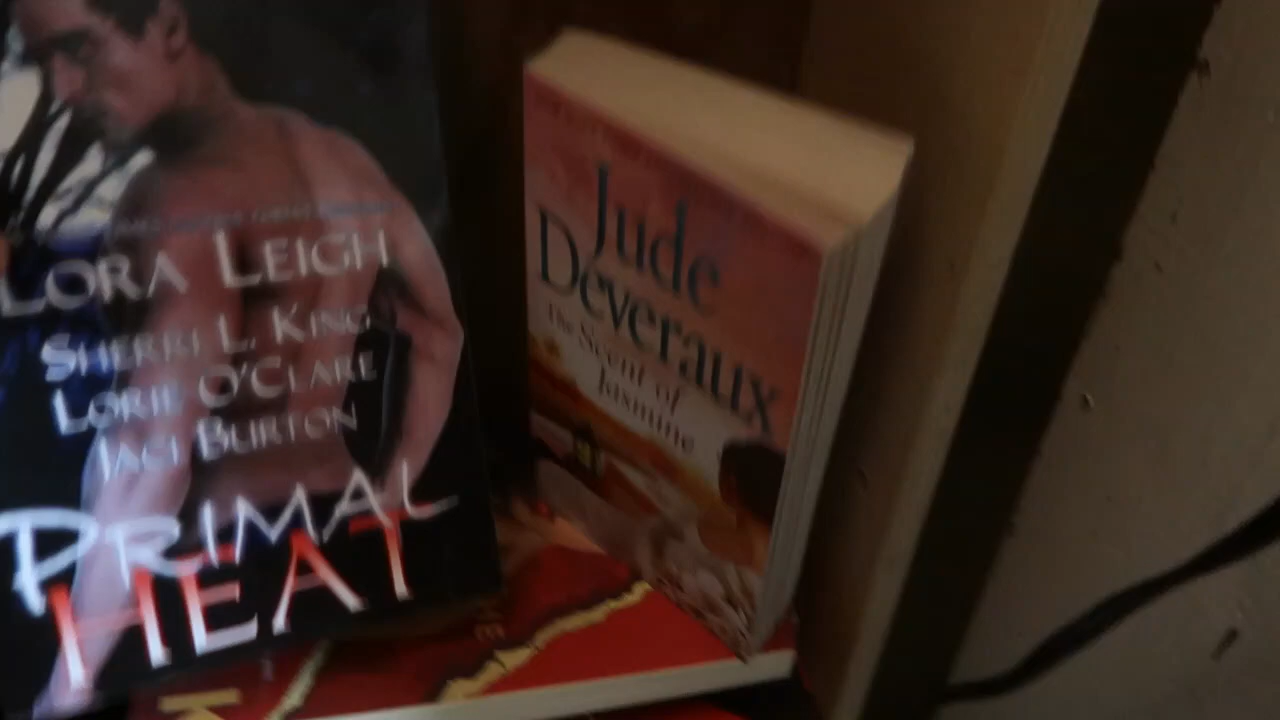 LORA LEIGH
SHERRI L. KING
LORIE O'CLARE
JACI BURTON
PRIMAL
HEAT
Jude
Deveraux
The Scent of
Jasmine
K